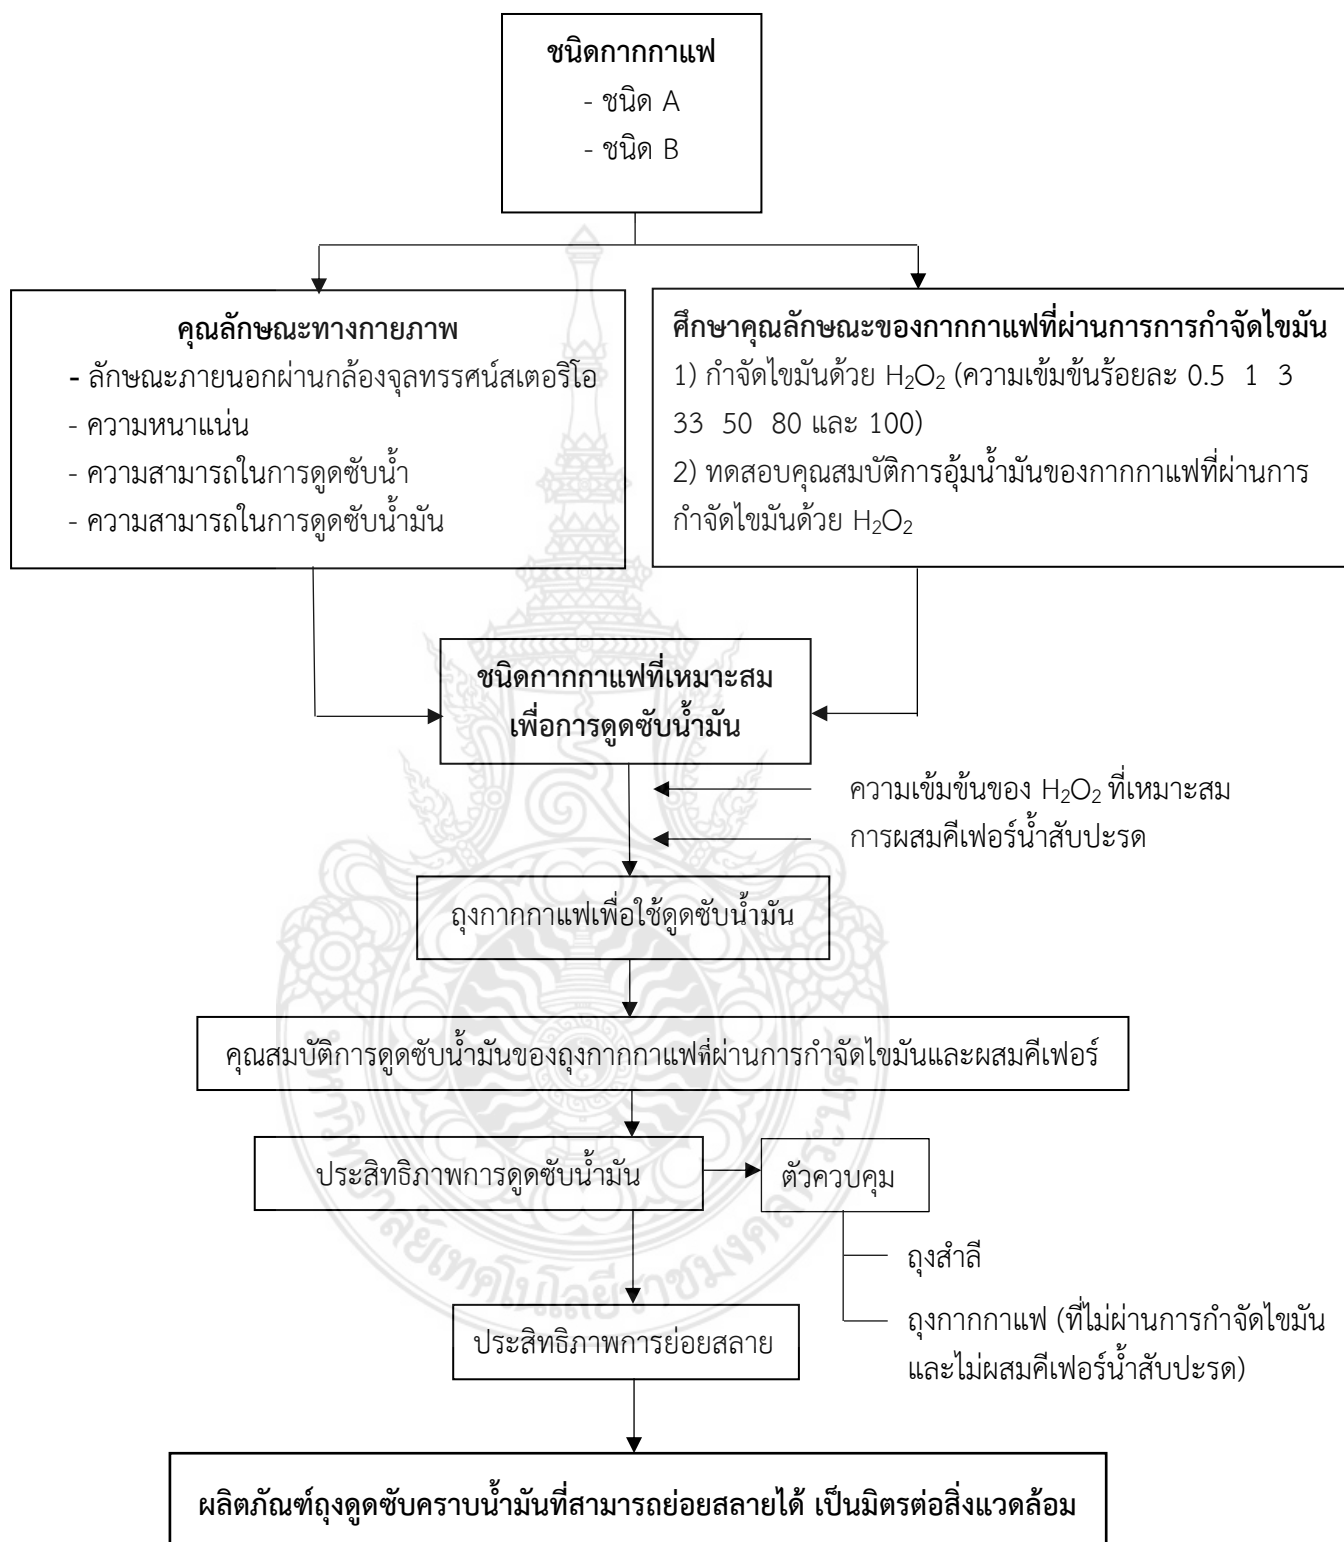 ชนิดกากกาแฟ
- ชนิด A
- ชนิด B
คุณลักษณะทางกายภาพ
- ลักษณะภายนอกผ่านกล้องจุลทรรศน์สเตอริโอ
- ความหนาแน่น
- ความสามารถในการดูดซับน้ำ
- ความสามารถในการดูดซับน้ำมัน
ศึกษาคุณลักษณะของกากกาแฟที่ผ่านการการกำจัดไขมัน
1) กำจัดไขมันด้วย H₂O₂ (ความเข้มข้นร้อยละ 0.5 1 3
33 50 80 และ 100)
2) ทดสอบคุณสมบัติการอุ้มน้ำมันของกากกาแฟที่ผ่านการ
กำจัดไขมันด้วย H₂O₂
ชนิดกากกาแฟที่เหมาะสม
เพื่อการดูดซับน้ำมัน
ความเข้มข้นของ H₂O₂ ที่เหมาะสม
การผสมคีเฟอร์น้ำสับปะรด
ถุงกากกาแฟเพื่อใช้ดูดซับน้ำมัน
คุณสมบัติการดูดซับน้ำมันของถุงกากกาแฟที่ผ่านการกำจัดไขมันและผสมคีเฟอร์
ประสิทธิภาพการดูดซับน้ำมัน
ตัวควบคุม
ถุงสำลี
ถุงกากกาแฟ (ที่ไม่ผ่านการกำจัดไขมัน
และไม่ผสมคีเฟอร์น้ำสับปะรด)
ประสิทธิภาพการย่อยสลาย
ผลิตภัณฑ์ถุงดูดซับคราบน้ำมันที่สามารถย่อยสลายได้ เป็นมิตรต่อสิ่งแวดล้อม